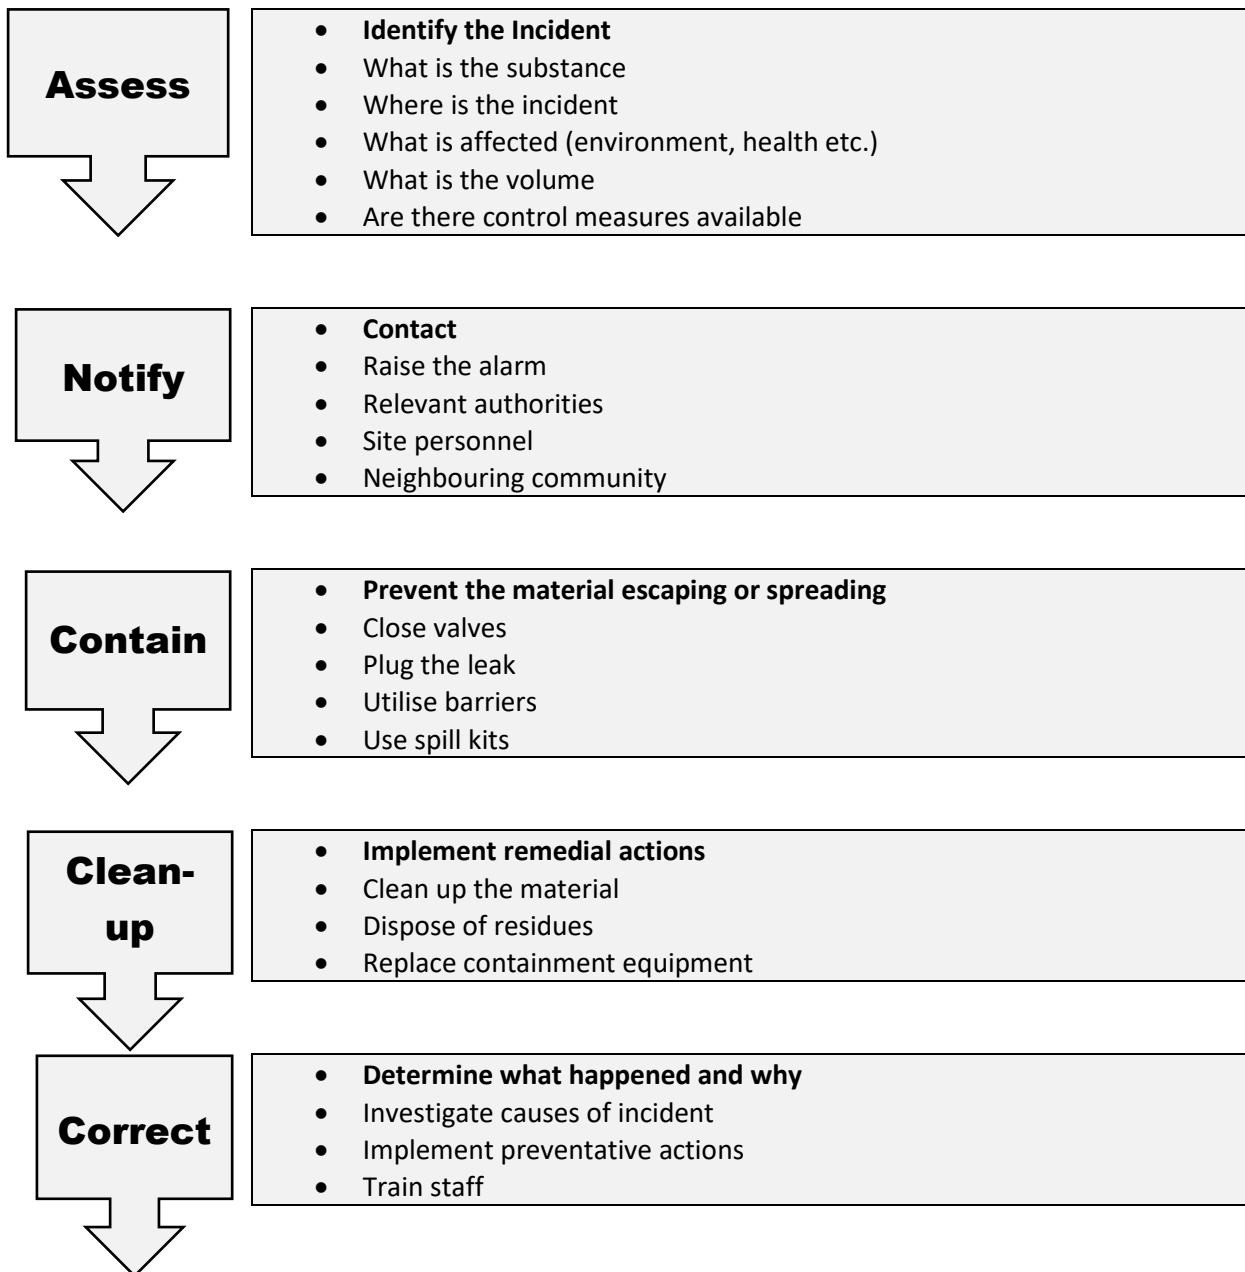 Assess
• Identify the Incident
• What is the substance
• Where is the incident
• What is affected (environment, health etc.)
• What is the volume
• Are there control measures available
Notify
• Contact
• Raise the alarm
• Relevant authorities
• Site personnel
• Neighbouring community
Contain
• Prevent the material escaping or spreading
• Close valves
• Plug the leak
• Utilise barriers
• Use spill kits
Clean-
up
• Implement remedial actions
• Clean up the material
• Dispose of residues
• Replace containment equipment
Correct
• Determine what happened and why
• Investigate causes of incident
• Implement preventative actions
• Train staff